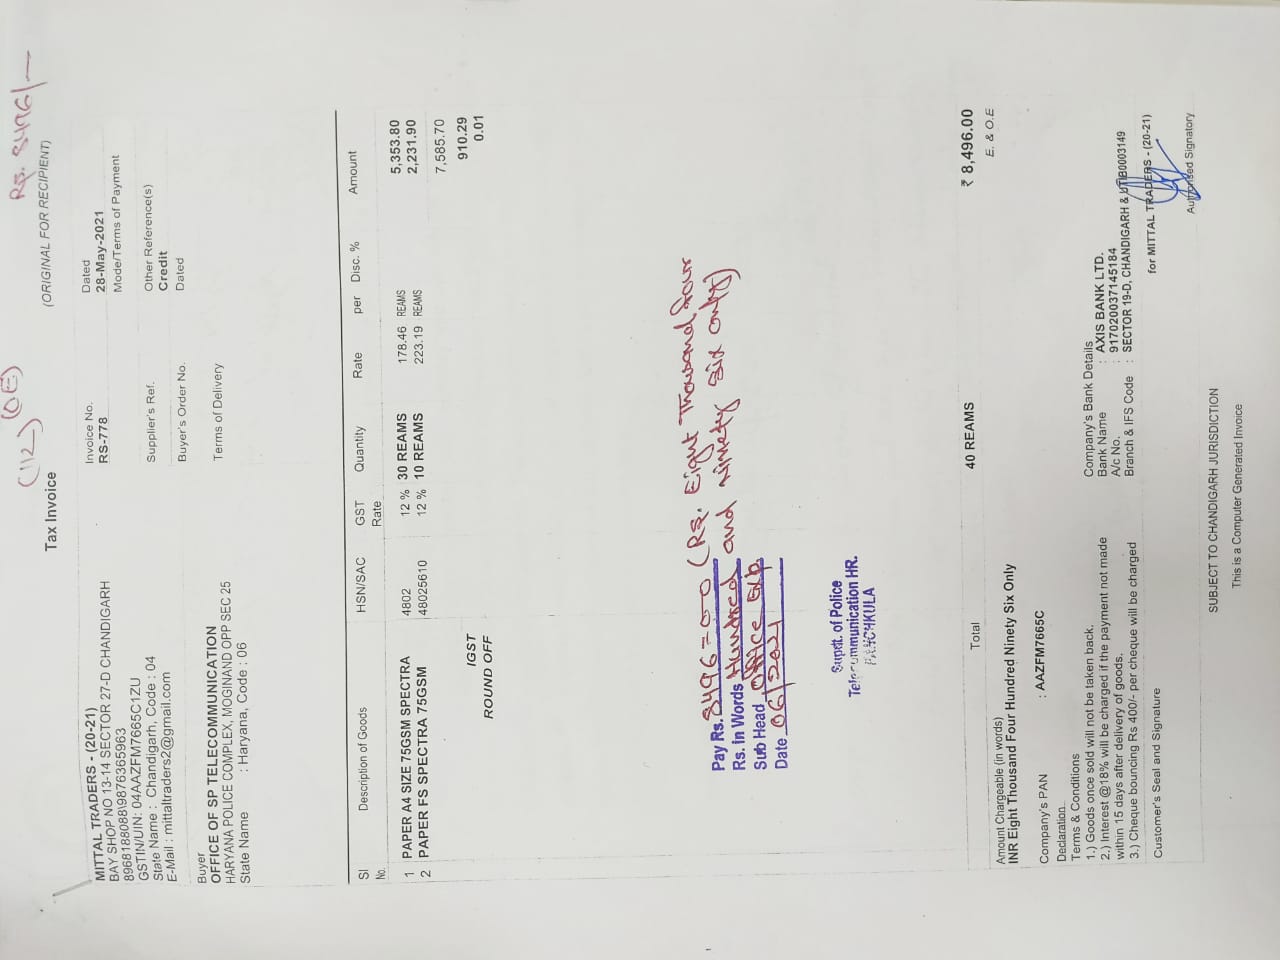 (112) (OE) Rs. 8496/-
Tax Invoice
(ORIGINAL FOR RECIPIENT)
MITTAL TRADERS - (20-21)
BAY SHOP NO 13-14 SECTOR 27-D CHANDIGARH
8968188088\9876365963
GSTIN/UIN: 04AAZFM7665C1ZU
State Name : Chandigarh, Code : 04
E-Mail : mittaltraders2@gmail.com
Invoice No. Dated
RS-778 28-May-2021
Mode/Terms of Payment
Supplier's Ref. Other Reference(s)
Credit
Buyer's Order No. Dated
Terms of Delivery
Buyer
OFFICE OF SP TELECOMMUNICATION
HARYANA POLICE COMPLEX, MOGINAND OPP SEC 25
State Name : Haryana, Code : 06
Sl No. Description of Goods HSN/SAC GST Rate Quantity Rate per Disc. % Amount
1 PAPER A4 SIZE 75GSM SPECTRA 4802 12 % 30 REAMS 178.46 REAMS 5,353.80
2 PAPER FS SPECTRA 75GSM 48025610 12 % 10 REAMS 223.19 REAMS 2,231.90
7,585.70
IGST 910.29
ROUND OFF 0.01
Pay Rs. 8496=00 (Rs. Eight Thousand four
Rs. in Words Hundred and ninety six only)
Sub Head office Exp.
Date 06/2021
Supdt. of Police
Telecommunication HR.
PANCHKULA
Total 40 REAMS ₹ 8,496.00
E. & O.E
Amount Chargeable (in words)
INR Eight Thousand Four Hundred Ninety Six Only
Company's PAN : AAZFM7665C
Declaration
Terms & Conditions
1.) Goods once sold will not be taken back.
2.) Interest @18% will be charged if the payment not made
within 15 days after delivery of goods.
3.) Cheque bouncing Rs 400/- per cheque will be charged
Company's Bank Details
Bank Name : AXIS BANK LTD.
A/c No. : 917020037145184
Branch & IFS Code : SECTOR 19-D, CHANDIGARH & UTIB0003149
Customer's Seal and Signature
for MITTAL TRADERS - (20-21)
Authorised Signatory
SUBJECT TO CHANDIGARH JURISDICTION
This is a Computer Generated Invoice